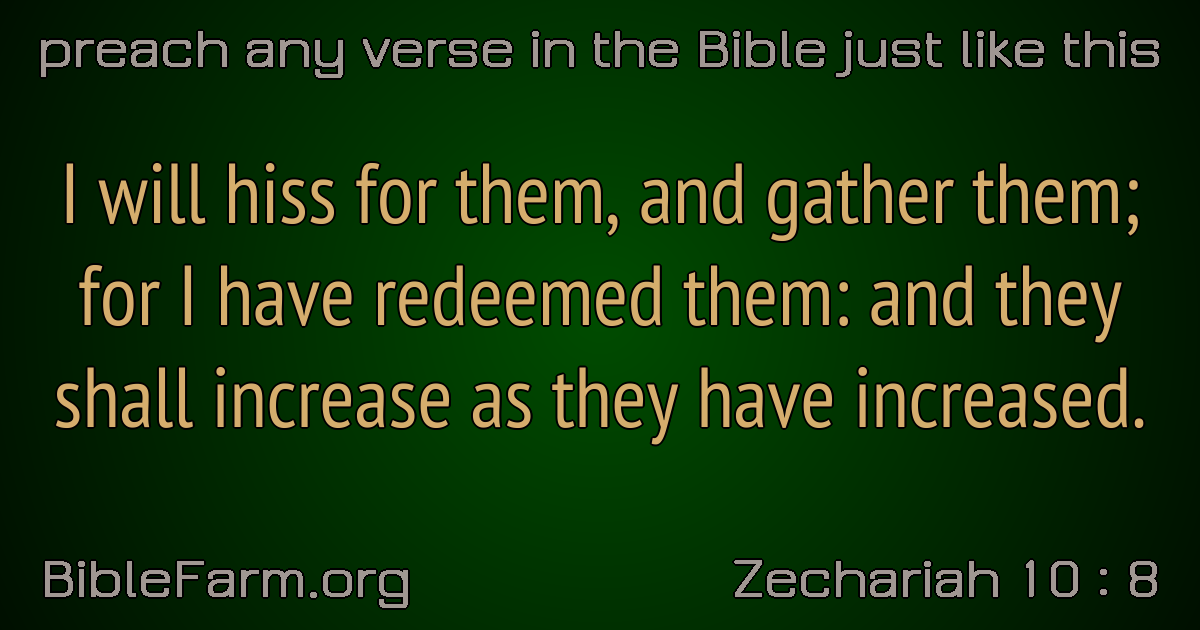 preach any verse in the Bible just like this
I will hiss for them, and gather them;
for I have redeemed them: and they
shall increase as they have increased.
BibleFarm.org
Zechariah 10 : 8